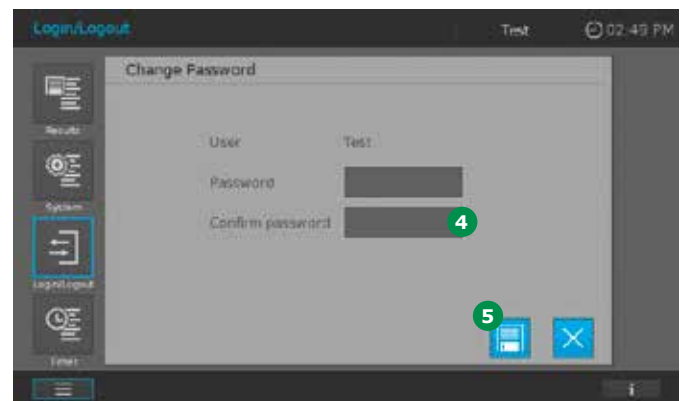 Login/Logout Test 02:49 PM
Change Password
Results
User Test
Password
System
Confirm password 4
Login/Logout
5
Timer
i